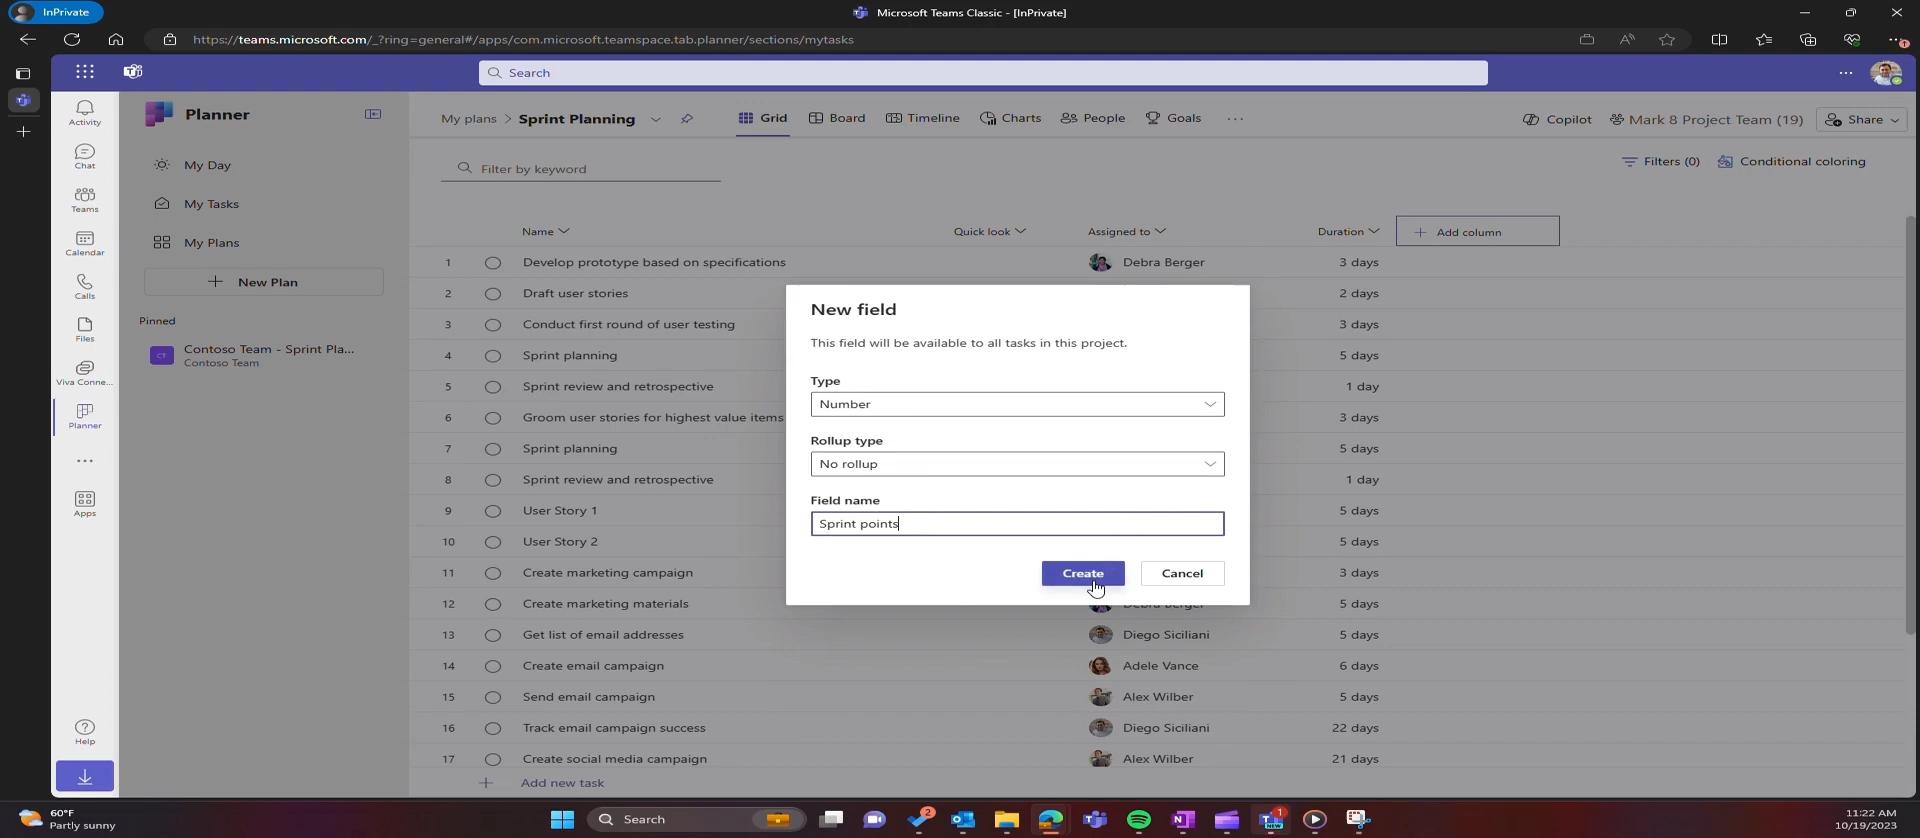 InPrivate
Microsoft Teams Classic - [InPrivate]
https://teams.microsoft.com/_?ring=general#/apps/com.microsoft.teamspace.tab.planner/sections/mytasks
Search
Activity
Chat
Teams
Calendar
Calls
Files
Viva Conne...
Planner
Apps
Help
Planner
My Day
My Tasks
My Plans
New Plan
Pinned
CT
Contoso Team - Sprint Pla...
Contoso Team
My plans > Sprint Planning
Grid
Board
Timeline
Charts
People
Goals
Copilot
Mark 8 Project Team (19)
Share
Filter by keyword
Filters (0)
Conditional coloring
Name Quick look Assigned to Duration Add column
1 Develop prototype based on specifications Debra Berger 3 days
2 Draft user stories 2 days
3 Conduct first round of user testing 3 days
4 Sprint planning 5 days
5 Sprint review and retrospective 1 day
6 Groom user stories for highest value items 3 days
7 Sprint planning 5 days
8 Sprint review and retrospective 1 day
9 User Story 1 5 days
10 User Story 2 5 days
11 Create marketing campaign 3 days
12 Create marketing materials 5 days
13 Get list of email addresses Diego Siciliani 5 days
14 Create email campaign Adele Vance 6 days
15 Send email campaign Alex Wilber 5 days
16 Track email campaign success Diego Siciliani 22 days
17 Create social media campaign Alex Wilber 21 days
Add new task
New field
This field will be available to all tasks in this project.
Type
Number
Rollup type
No rollup
Field name
Sprint points
Create
Cancel
60°F
Partly sunny
Search
2
1
NEW
11:22 AM
10/19/2023